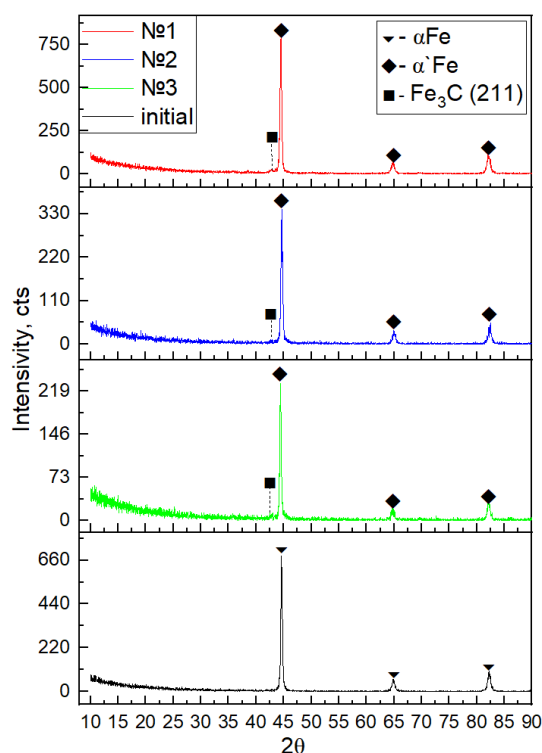 №1
№2
№3
initial
- αFe
- α`Fe
- Fe₃C (211)
750
500
250
0
330
220
110
0
219
146
73
0
660
440
220
0
Intensivity, cts
10 15 20 25 30 35 40 45 50 55 60 65 70 75 80 85 90
2θ